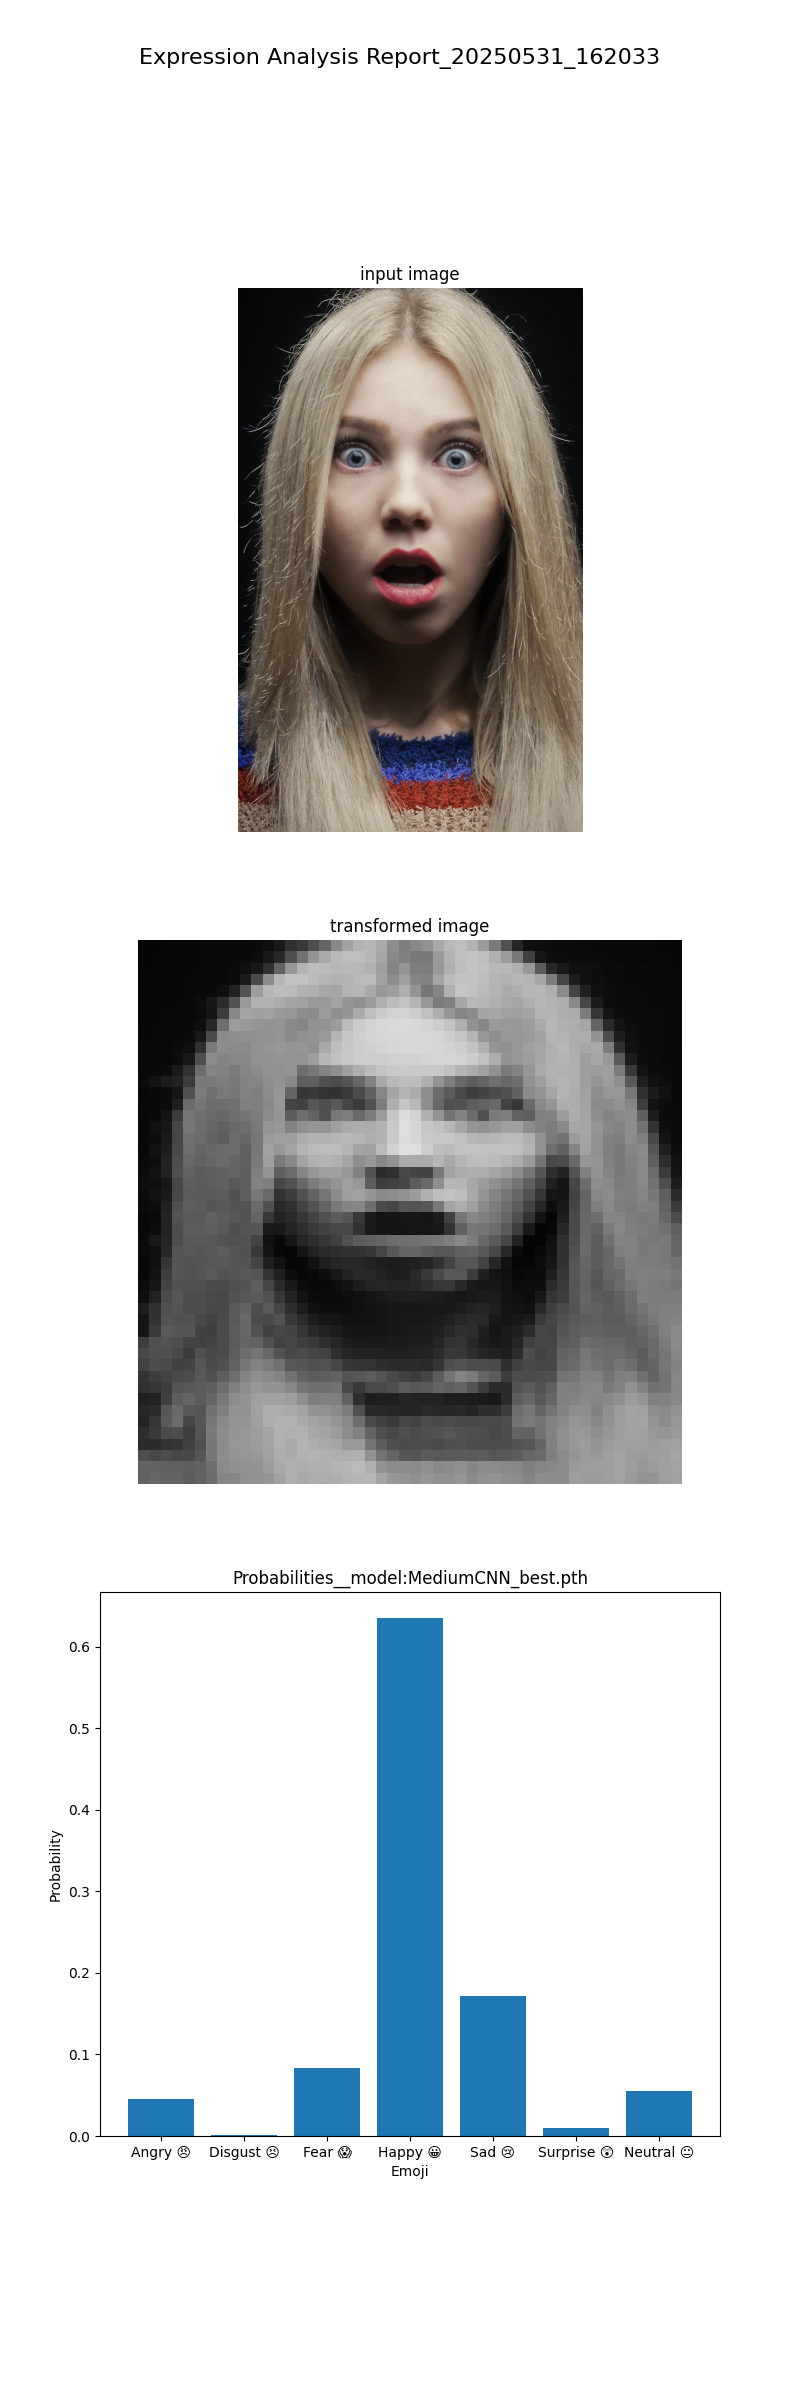 Expression Analysis Report_20250531_162033
input image
transformed image
Probabilities__model:MediumCNN_best.pth
0.6
0.5
0.4
0.3
0.2
0.1
0.0
Probability
Angry 😠 Disgust 😣 Fear 😱 Happy 😀 Sad 😢 Surprise 😲 Neutral 😐
Emoji